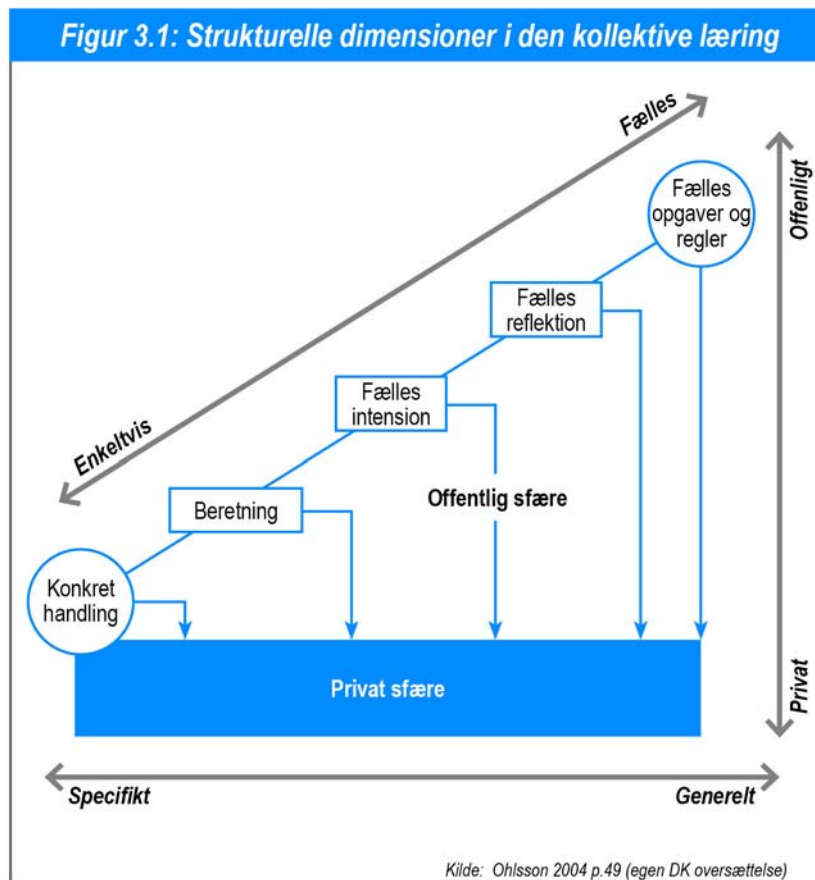 Figur 3.1: Strukturelle dimensioner i den kollektive læring
Fælles
Offenligt
Fælles
opgaver og
regler
Fælles
reflektion
Fælles
intension
Enkeltvis
Beretning
Offentlig sfære
Konkret
handling
Privat sfære
Privat
Specifikt
Generelt
Kilde: Ohlsson 2004 p.49 (egen DK oversættelse)